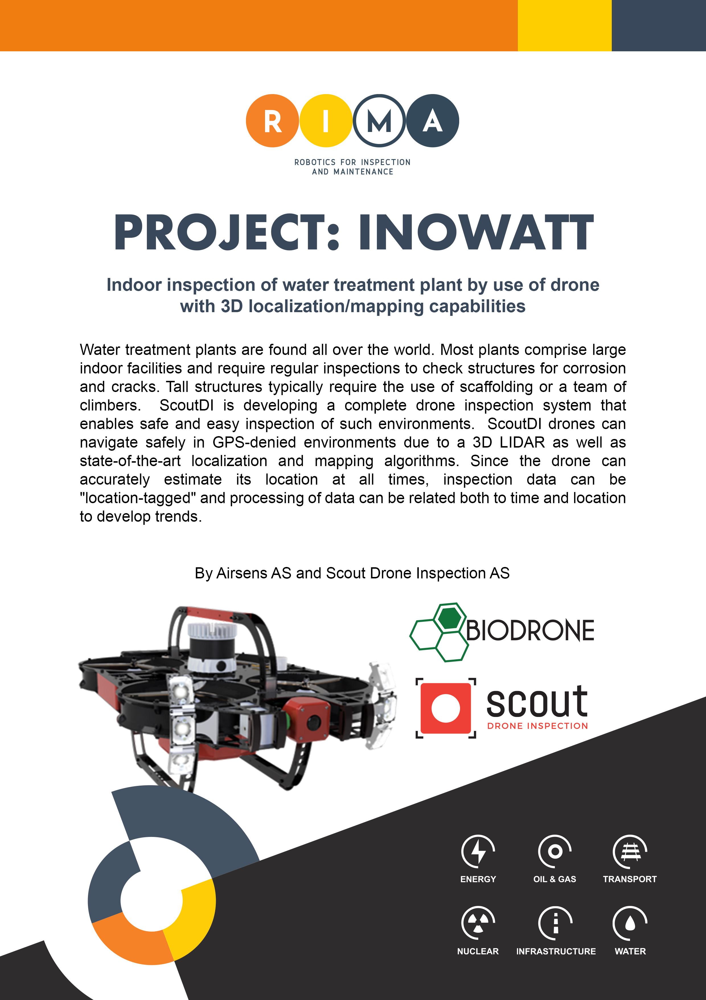 RIMA
ROBOTICS FOR INSPECTION
AND MAINTENANCE
PROJECT: INOWATT
Indoor inspection of water treatment plant by use of drone
with 3D localization/mapping capabilities
Water treatment plants are found all over the world. Most plants comprise large
indoor facilities and require regular inspections to check structures for corrosion
and cracks. Tall structures typically require the use of scaffolding or a team of
climbers. ScoutDI is developing a complete drone inspection system that
enables safe and easy inspection of such environments. ScoutDI drones can
navigate safely in GPS-denied environments due to a 3D LIDAR as well as
state-of-the-art localization and mapping algorithms. Since the drone can
accurately estimate its location at all times, inspection data can be
"location-tagged" and processing of data can be related both to time and location
to develop trends.
By Airsens AS and Scout Drone Inspection AS
BIODRONE
scout
DRONE INSPECTION
ENERGY
OIL & GAS
TRANSPORT
NUCLEAR
INFRASTRUCTURE
WATER